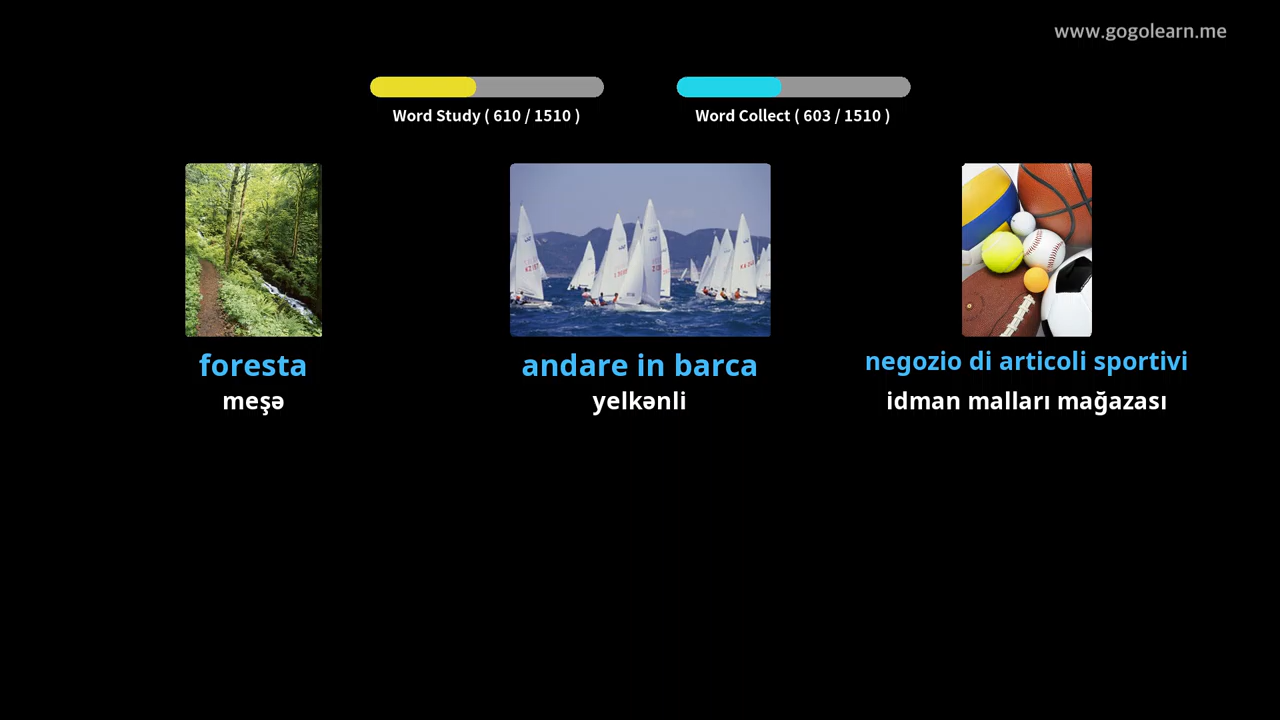 www.gogolearn.me
Word Study ( 610 / 1510 )
Word Collect ( 603 / 1510 )
foresta
meşə
andare in barca
yelkənli
negozio di articoli sportivi
idman malları mağazası